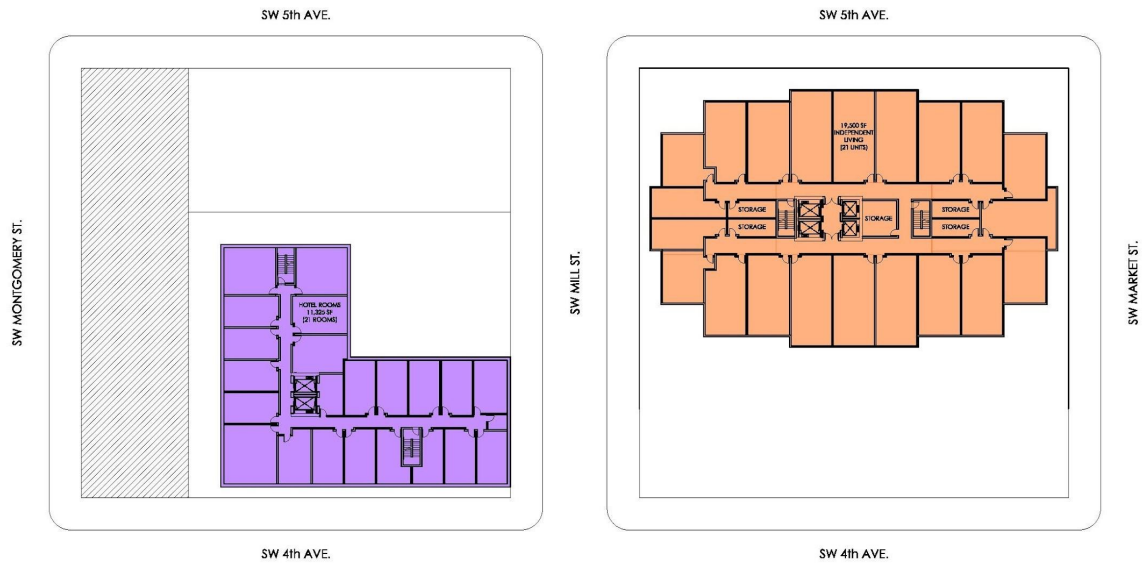 SW 5th AVE.
SW 5th AVE.
19,500 SF
INDEPENDENT
LIVING
(21 UNITS)
STORAGE
STORAGE
STORAGE
STORAGE
STORAGE
SW MONTGOMERY ST.
SW MILL ST.
SW MARKET ST.
HOTEL ROOMS
11,325 SF
(21 ROOMS)
SW 4th AVE.
SW 4th AVE.